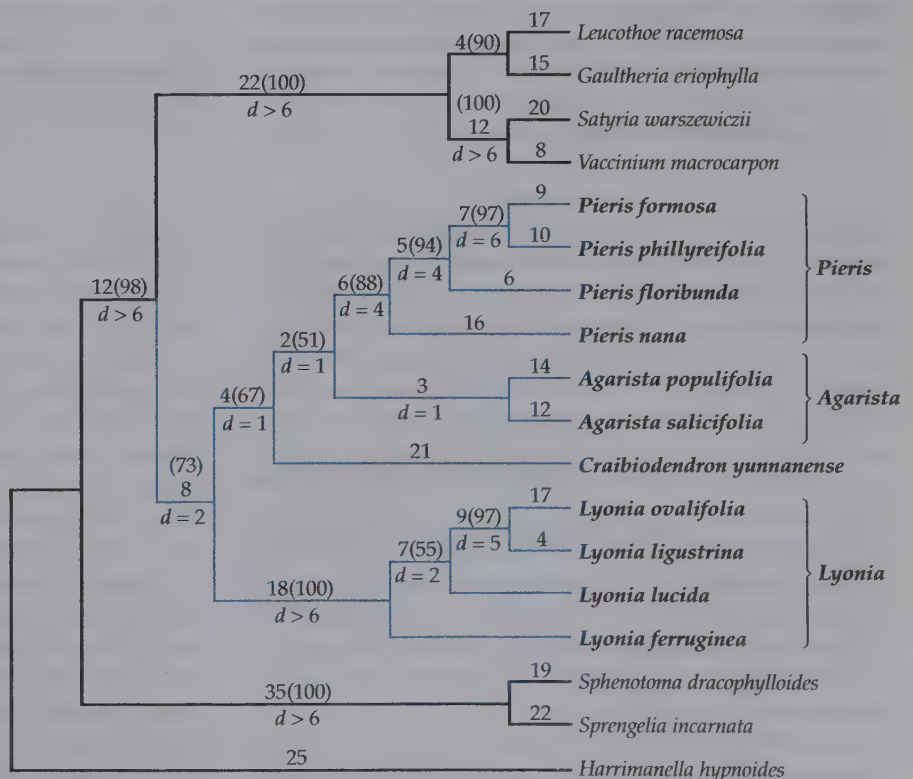 17
Leucothoe racemosa
4(90)
15
Gaultheria eriophylla
22(100)
d > 6
(100)
12
d > 6
20
Satyria warszewiczii
8
Vaccinium macrocarpon
12(98)
d > 6
9
Pieris formosa
7(97)
d = 6
10
Pieris phillyreifolia
5(94)
d = 4
6
Pieris floribunda
6(88)
d = 4
16
Pieris nana
Pieris
2(51)
d = 1
14
Agarista populifolia
3
d = 1
12
Agarista salicifolia
Agarista
4(67)
d = 1
21
Craibiodendron yunnanense
(73)
8
d = 2
17
Lyonia ovalifolia
9(97)
d = 5
4
Lyonia ligustrina
7(55)
d = 2
Lyonia lucida
18(100)
d > 6
Lyonia ferruginea
Lyonia
19
Sphenotoma dracophylloides
35(100)
d > 6
22
Sprengelia incarnata
25
Harrimanella hypnoides